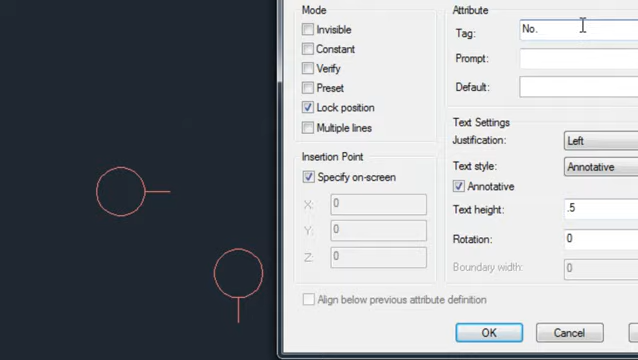 Mode
Invisible
Constant
Verify
Preset
Lock position
Multiple lines
Attribute
Tag: No.
Prompt:
Default:
Insertion Point
Specify on-screen
X: 0
Y: 0
Z: 0
Text Settings
Justification: Left
Text style: Annotative
Annotative
Text height: .5
Rotation: 0
Boundary width: 0
Align below previous attribute definition
OK Cancel